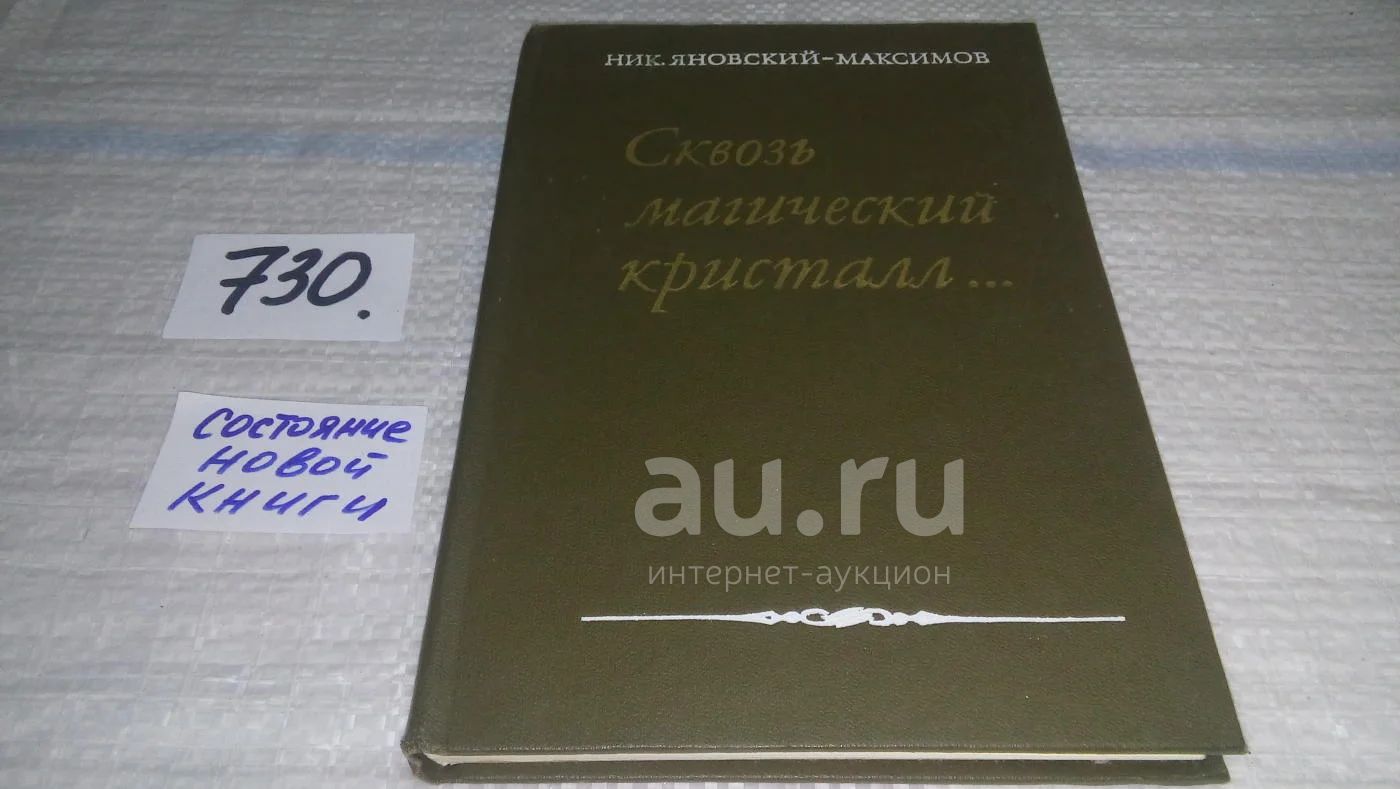 НИК. ЯНОВСКИЙ-МАКСИМОВ
Сквозь
магический
кристалл...
730.
состояние
новой
книги
au.ru
интернет-аукцион